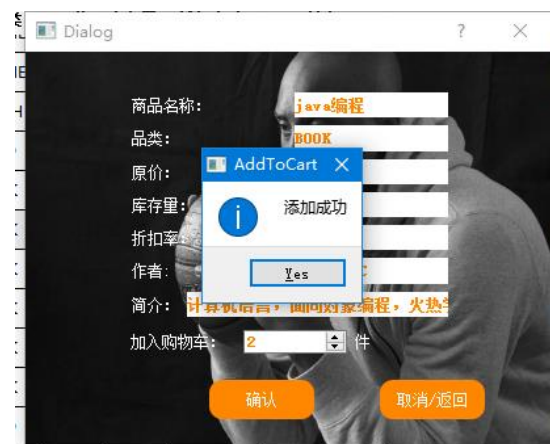 Dialog
商品名称：
java编程
品类：
BOOK
原价：
AddToCart
库存量：
添加成功
折扣率
作者：
Yes
简介：
计算机语言，面向对象编程，火热
加入购物车：
2
件
确认
取消/返回